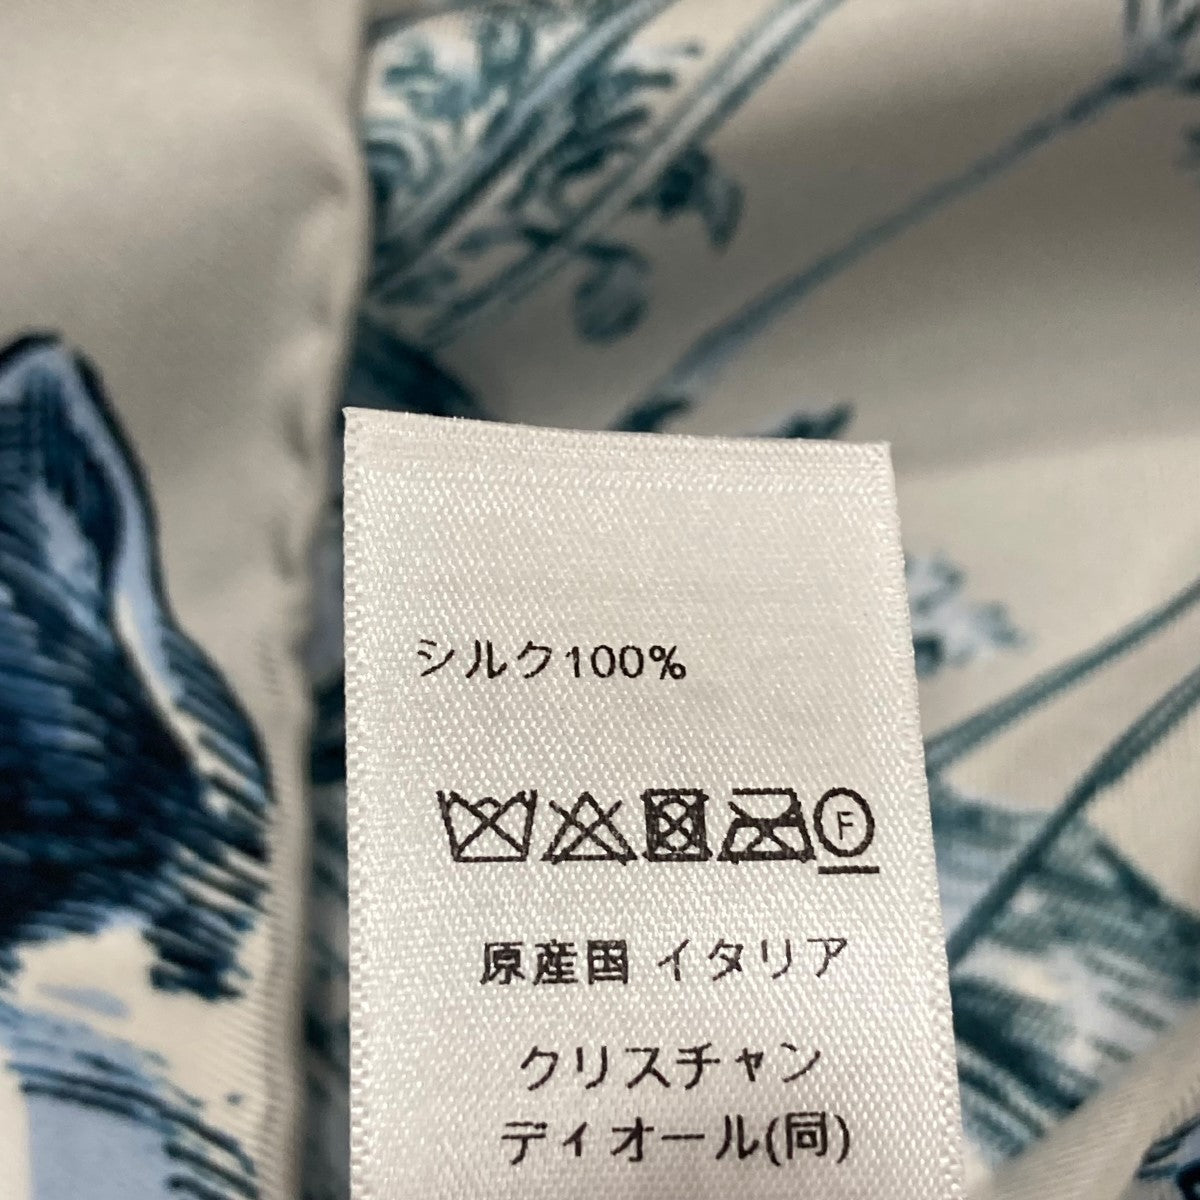 シルク100%
F
原産国 イタリア
クリスチャン
ディオール(同)